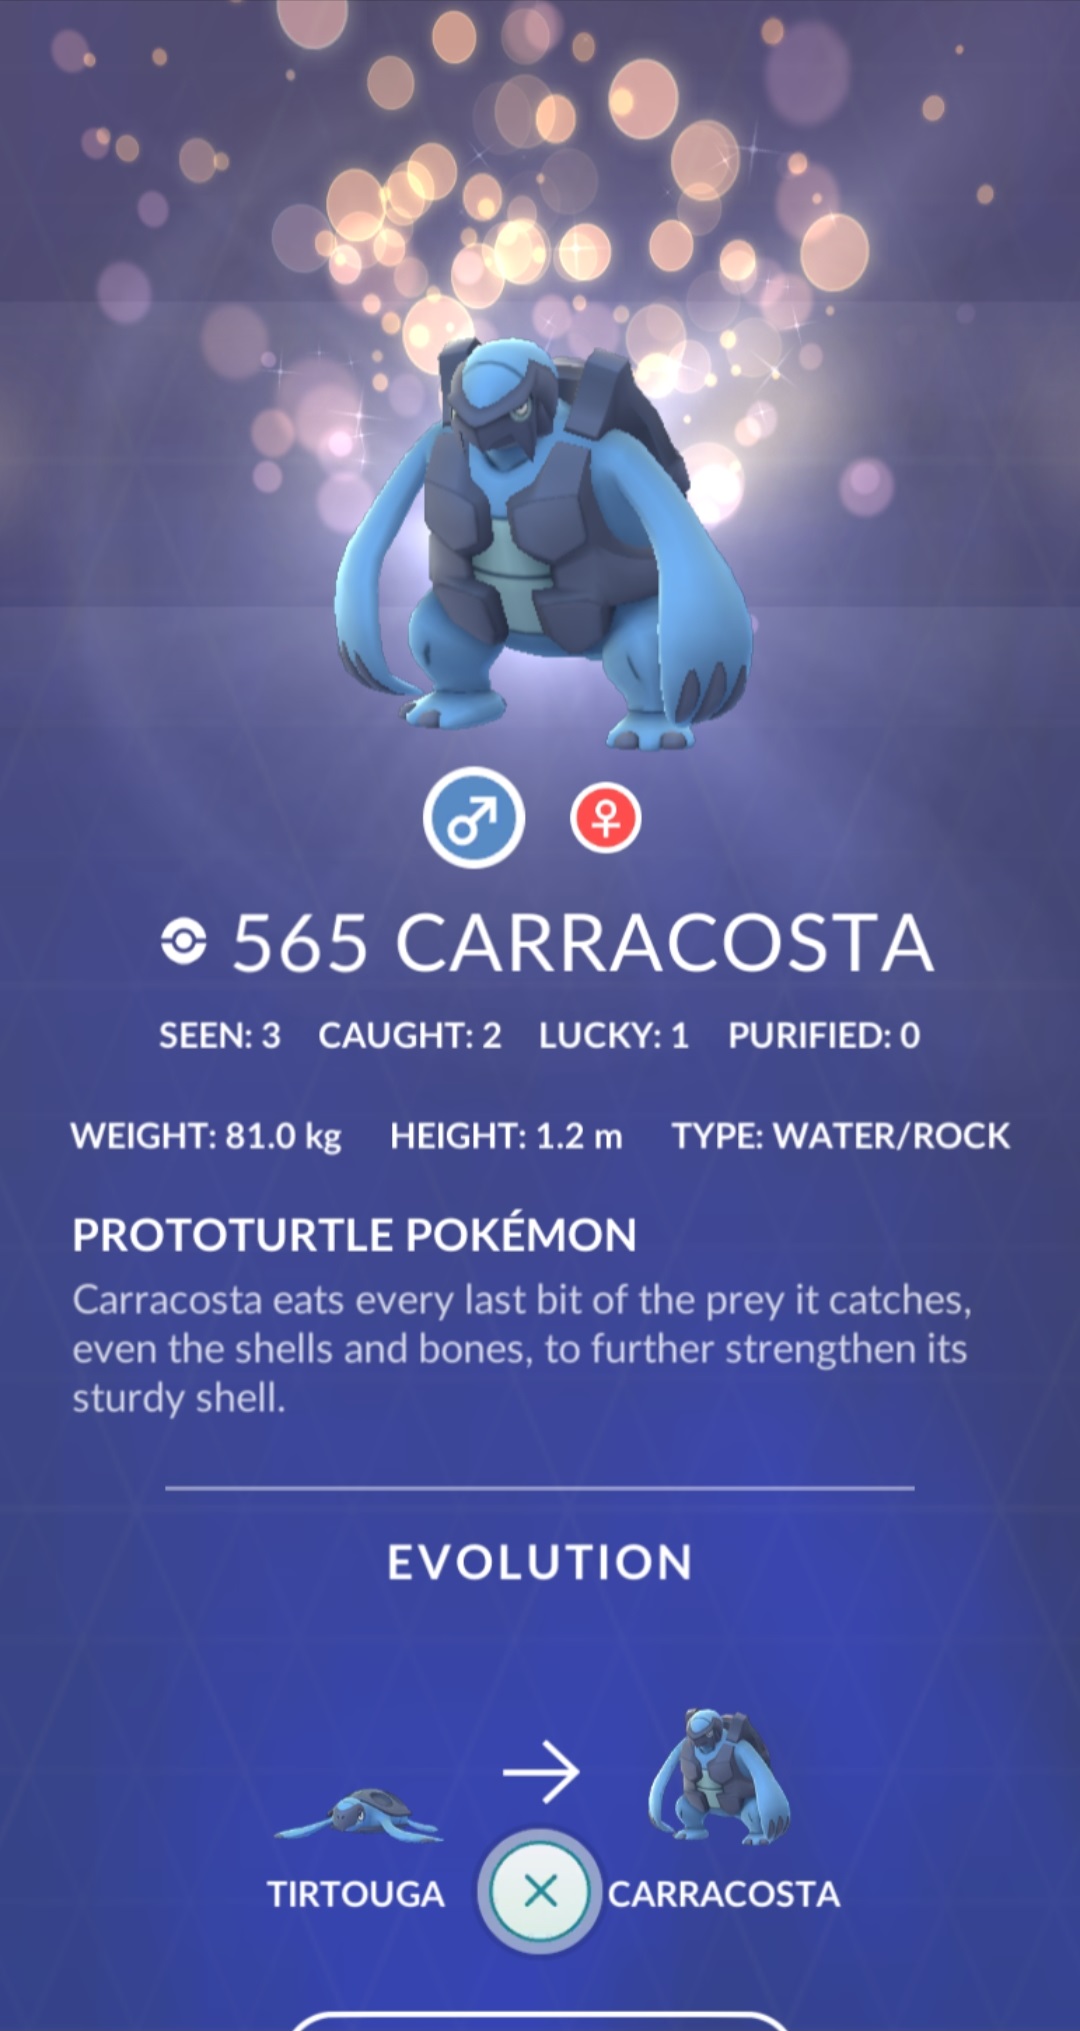 565 CARRACOSTA
SEEN: 3 CAUGHT: 2 LUCKY: 1 PURIFIED: 0
WEIGHT: 81.0 kg HEIGHT: 1.2 m TYPE: WATER/ROCK
PROTOTURTLE POKÉMON
Carracosta eats every last bit of the prey it catches,
even the shells and bones, to further strengthen its
sturdy shell.
EVOLUTION
TIRTOUGA CARRACOSTA